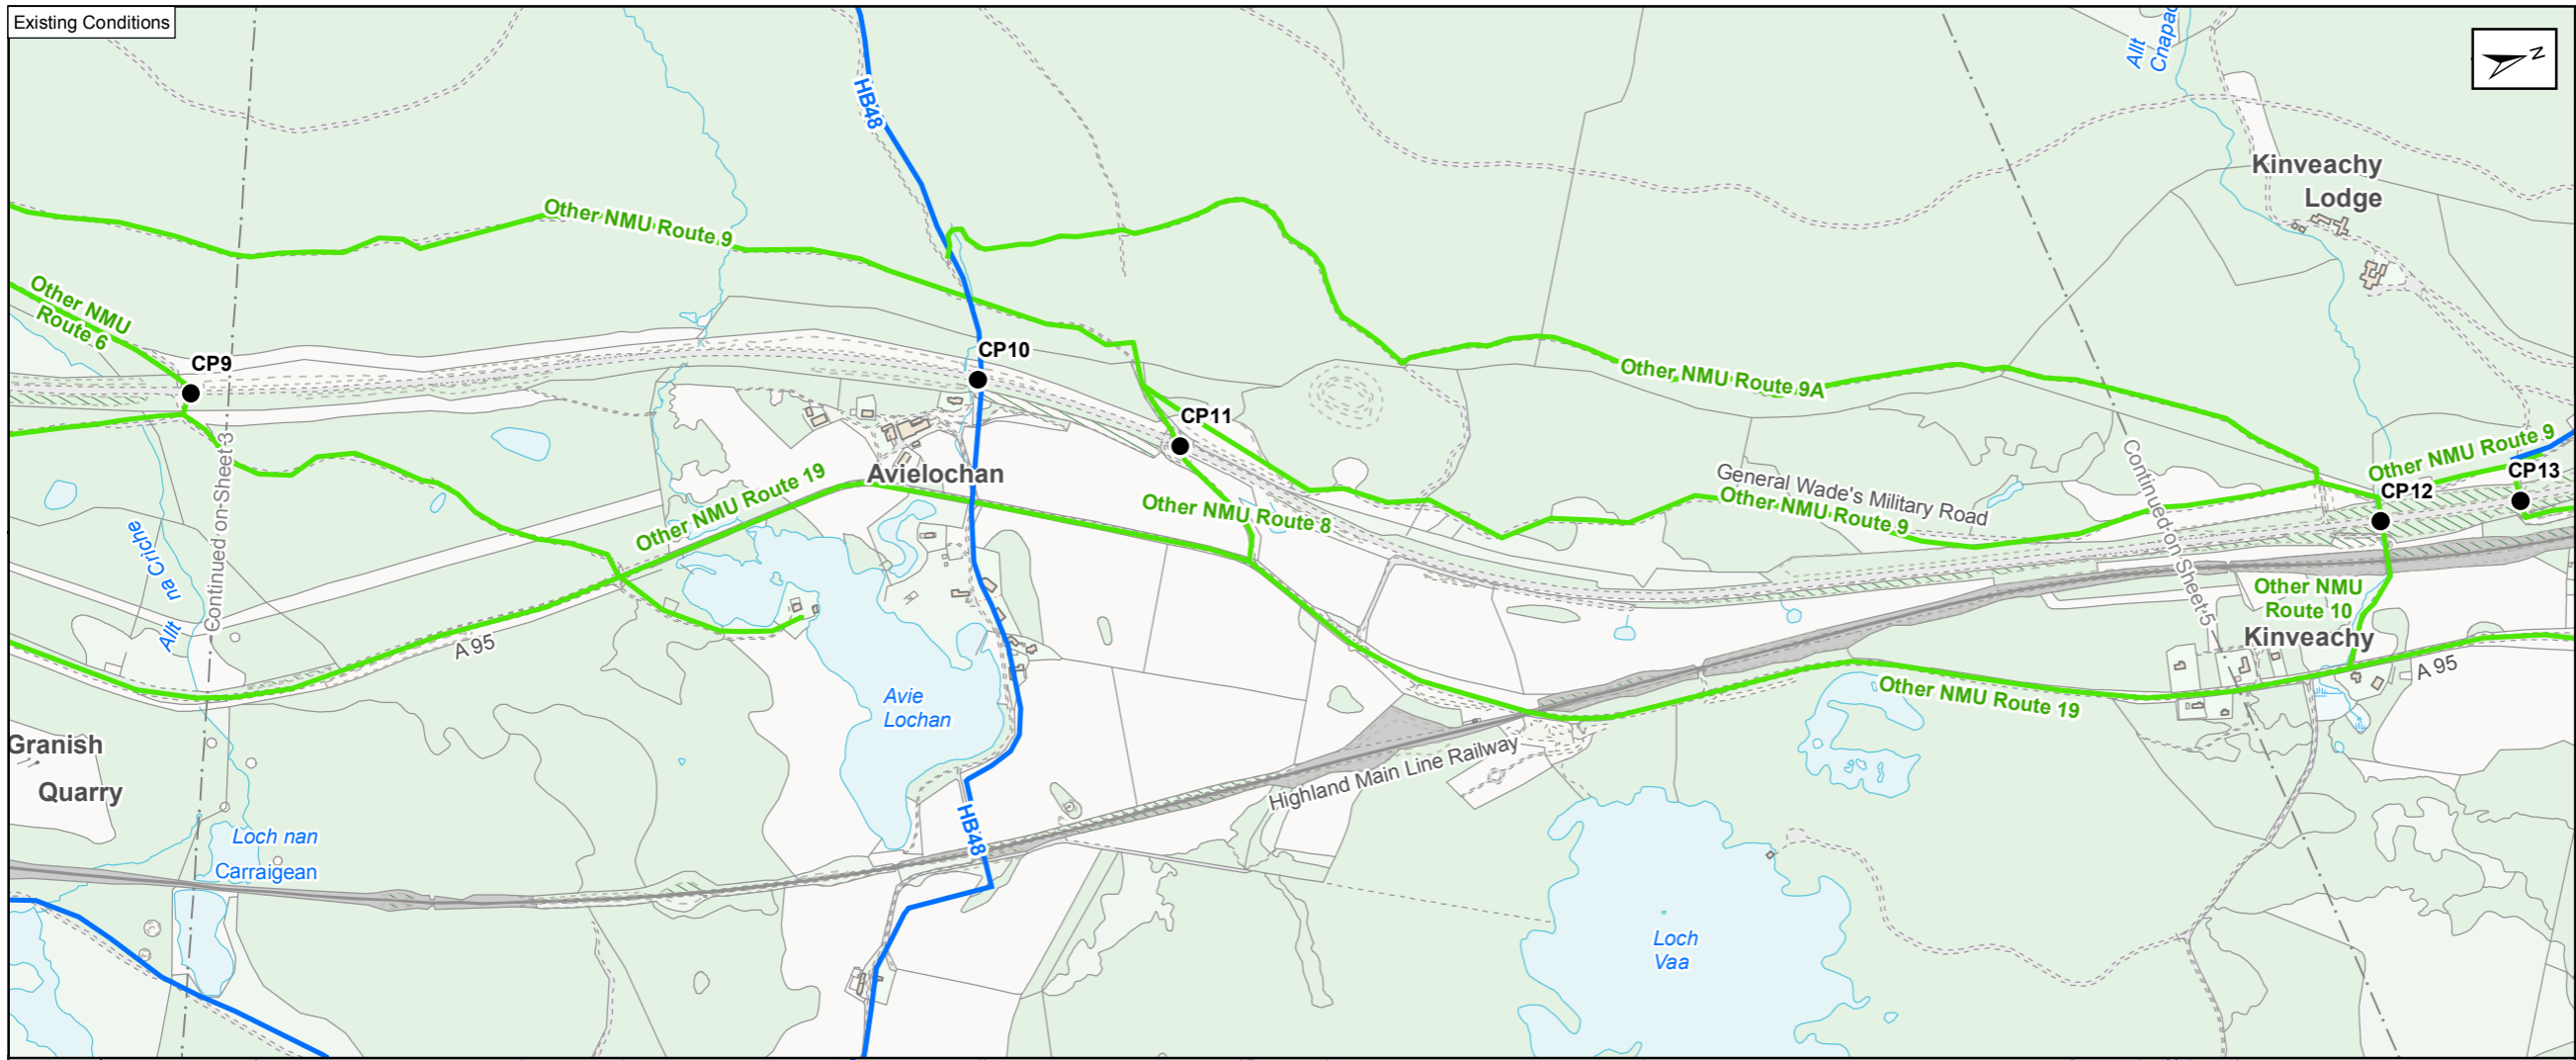 Existing Conditions
N
Allt
Cnapac
HB48
Kinveachy
Lodge
Other NMU Route 9
Other NMU
Route 6
CP9
CP10
CP11
Other NMU Route 9A
Other NMU Route 9
CP13
CP12
General Wade's Military Road
Other NMU Route 9
Avielochan
Other NMU Route 19
Other NMU Route 8
Continued on Sheet 3
Continued on Sheet 5
Allt
na Criche
A 95
Other NMU
Route 10
Kinveachy
A 95
Other NMU Route 19
Avie
Lochan
Granish
Quarry
Highland Main Line Railway
HB48
Loch nan
Carraigean
Loch
Vaa